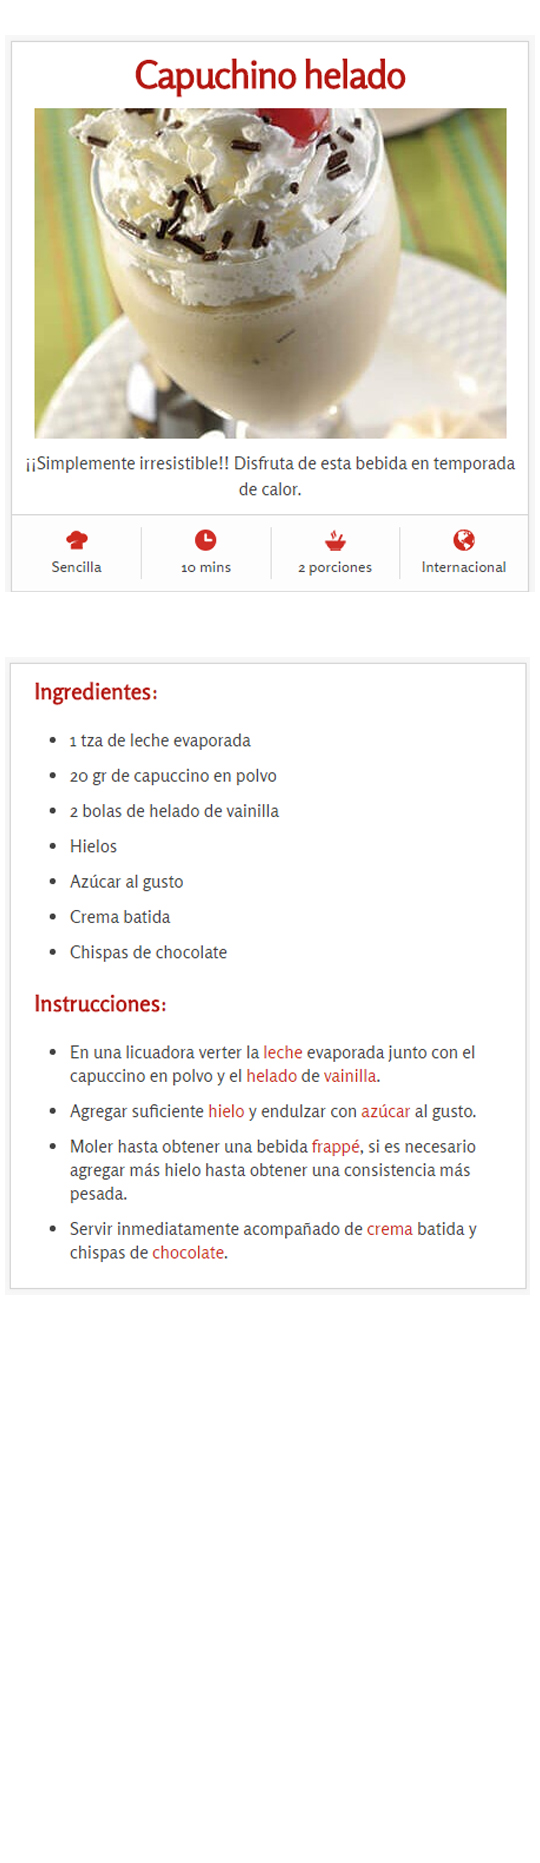 Capuchino helado
¡¡Simplemente irresistible!! Disfruta de esta bebida en temporada
de calor.
Sencilla
10 mins
2 porciones
Internacional
Ingredientes:
• 1 tza de leche evaporada
• 20 gr de capuccino en polvo
• 2 bolas de helado de vainilla
• Hielos
• Azúcar al gusto
• Crema batida
• Chispas de chocolate
Instrucciones:
• En una licuadora verter la leche evaporada junto con el
capuccino en polvo y el helado de vainilla.
• Agregar suficiente hielo y endulzar con azúcar al gusto.
• Moler hasta obtener una bebida frappé, si es necesario
agregar más hielo hasta obtener una consistencia más
pesada.
• Servir inmediatamente acompañado de crema batida y
chispas de chocolate.